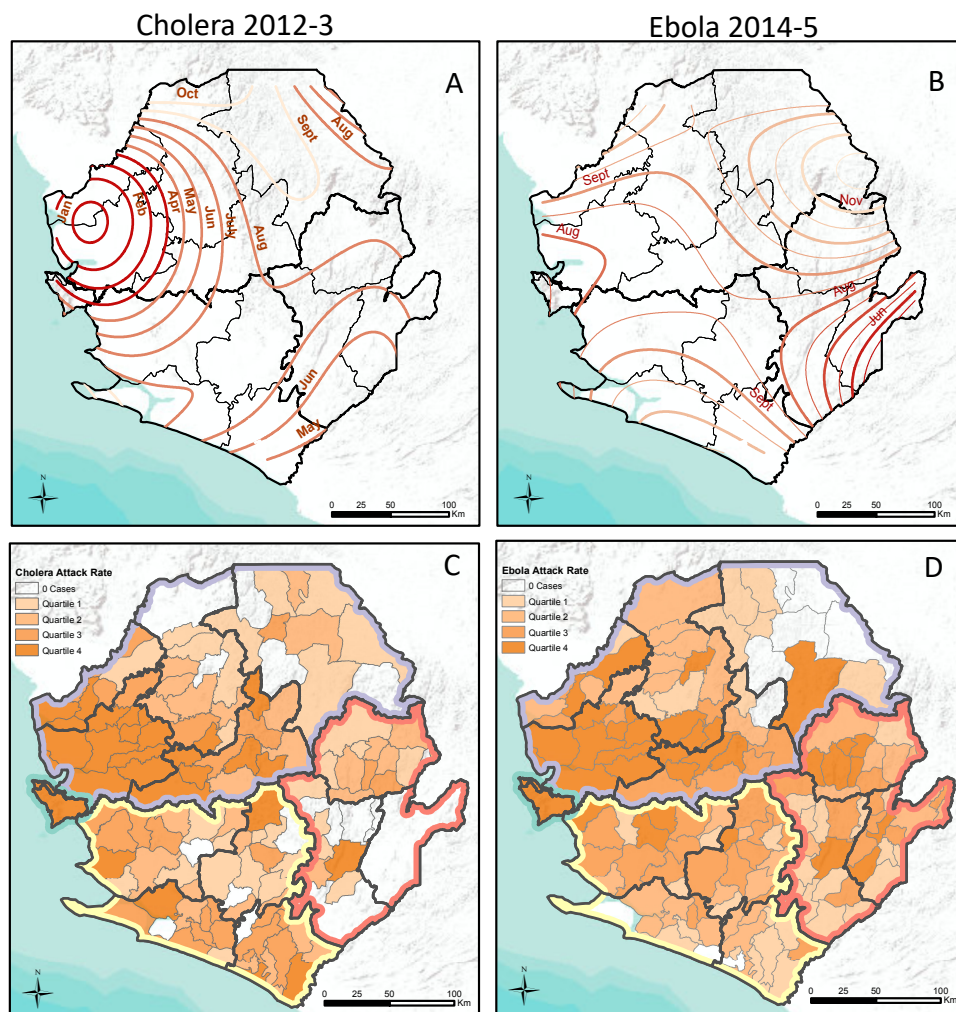 Cholera 2012-3
Ebola 2014-5
A
Oct
Sept
Aug
Jan
Feb
Apr
May
Jun
July
Aug
Jun
May
N
0 25 50 100
Km
B
Sept
Nov
Aug
Aug
Jun
Sept
N
0 25 50 100
Km
C
Cholera Attack Rate
0 Cases
Quartile 1
Quartile 2
Quartile 3
Quartile 4
N
0 25 50 100
Km
D
Ebola Attack Rate
0 Cases
Quartile 1
Quartile 2
Quartile 3
Quartile 4
N
0 25 50 100
Km